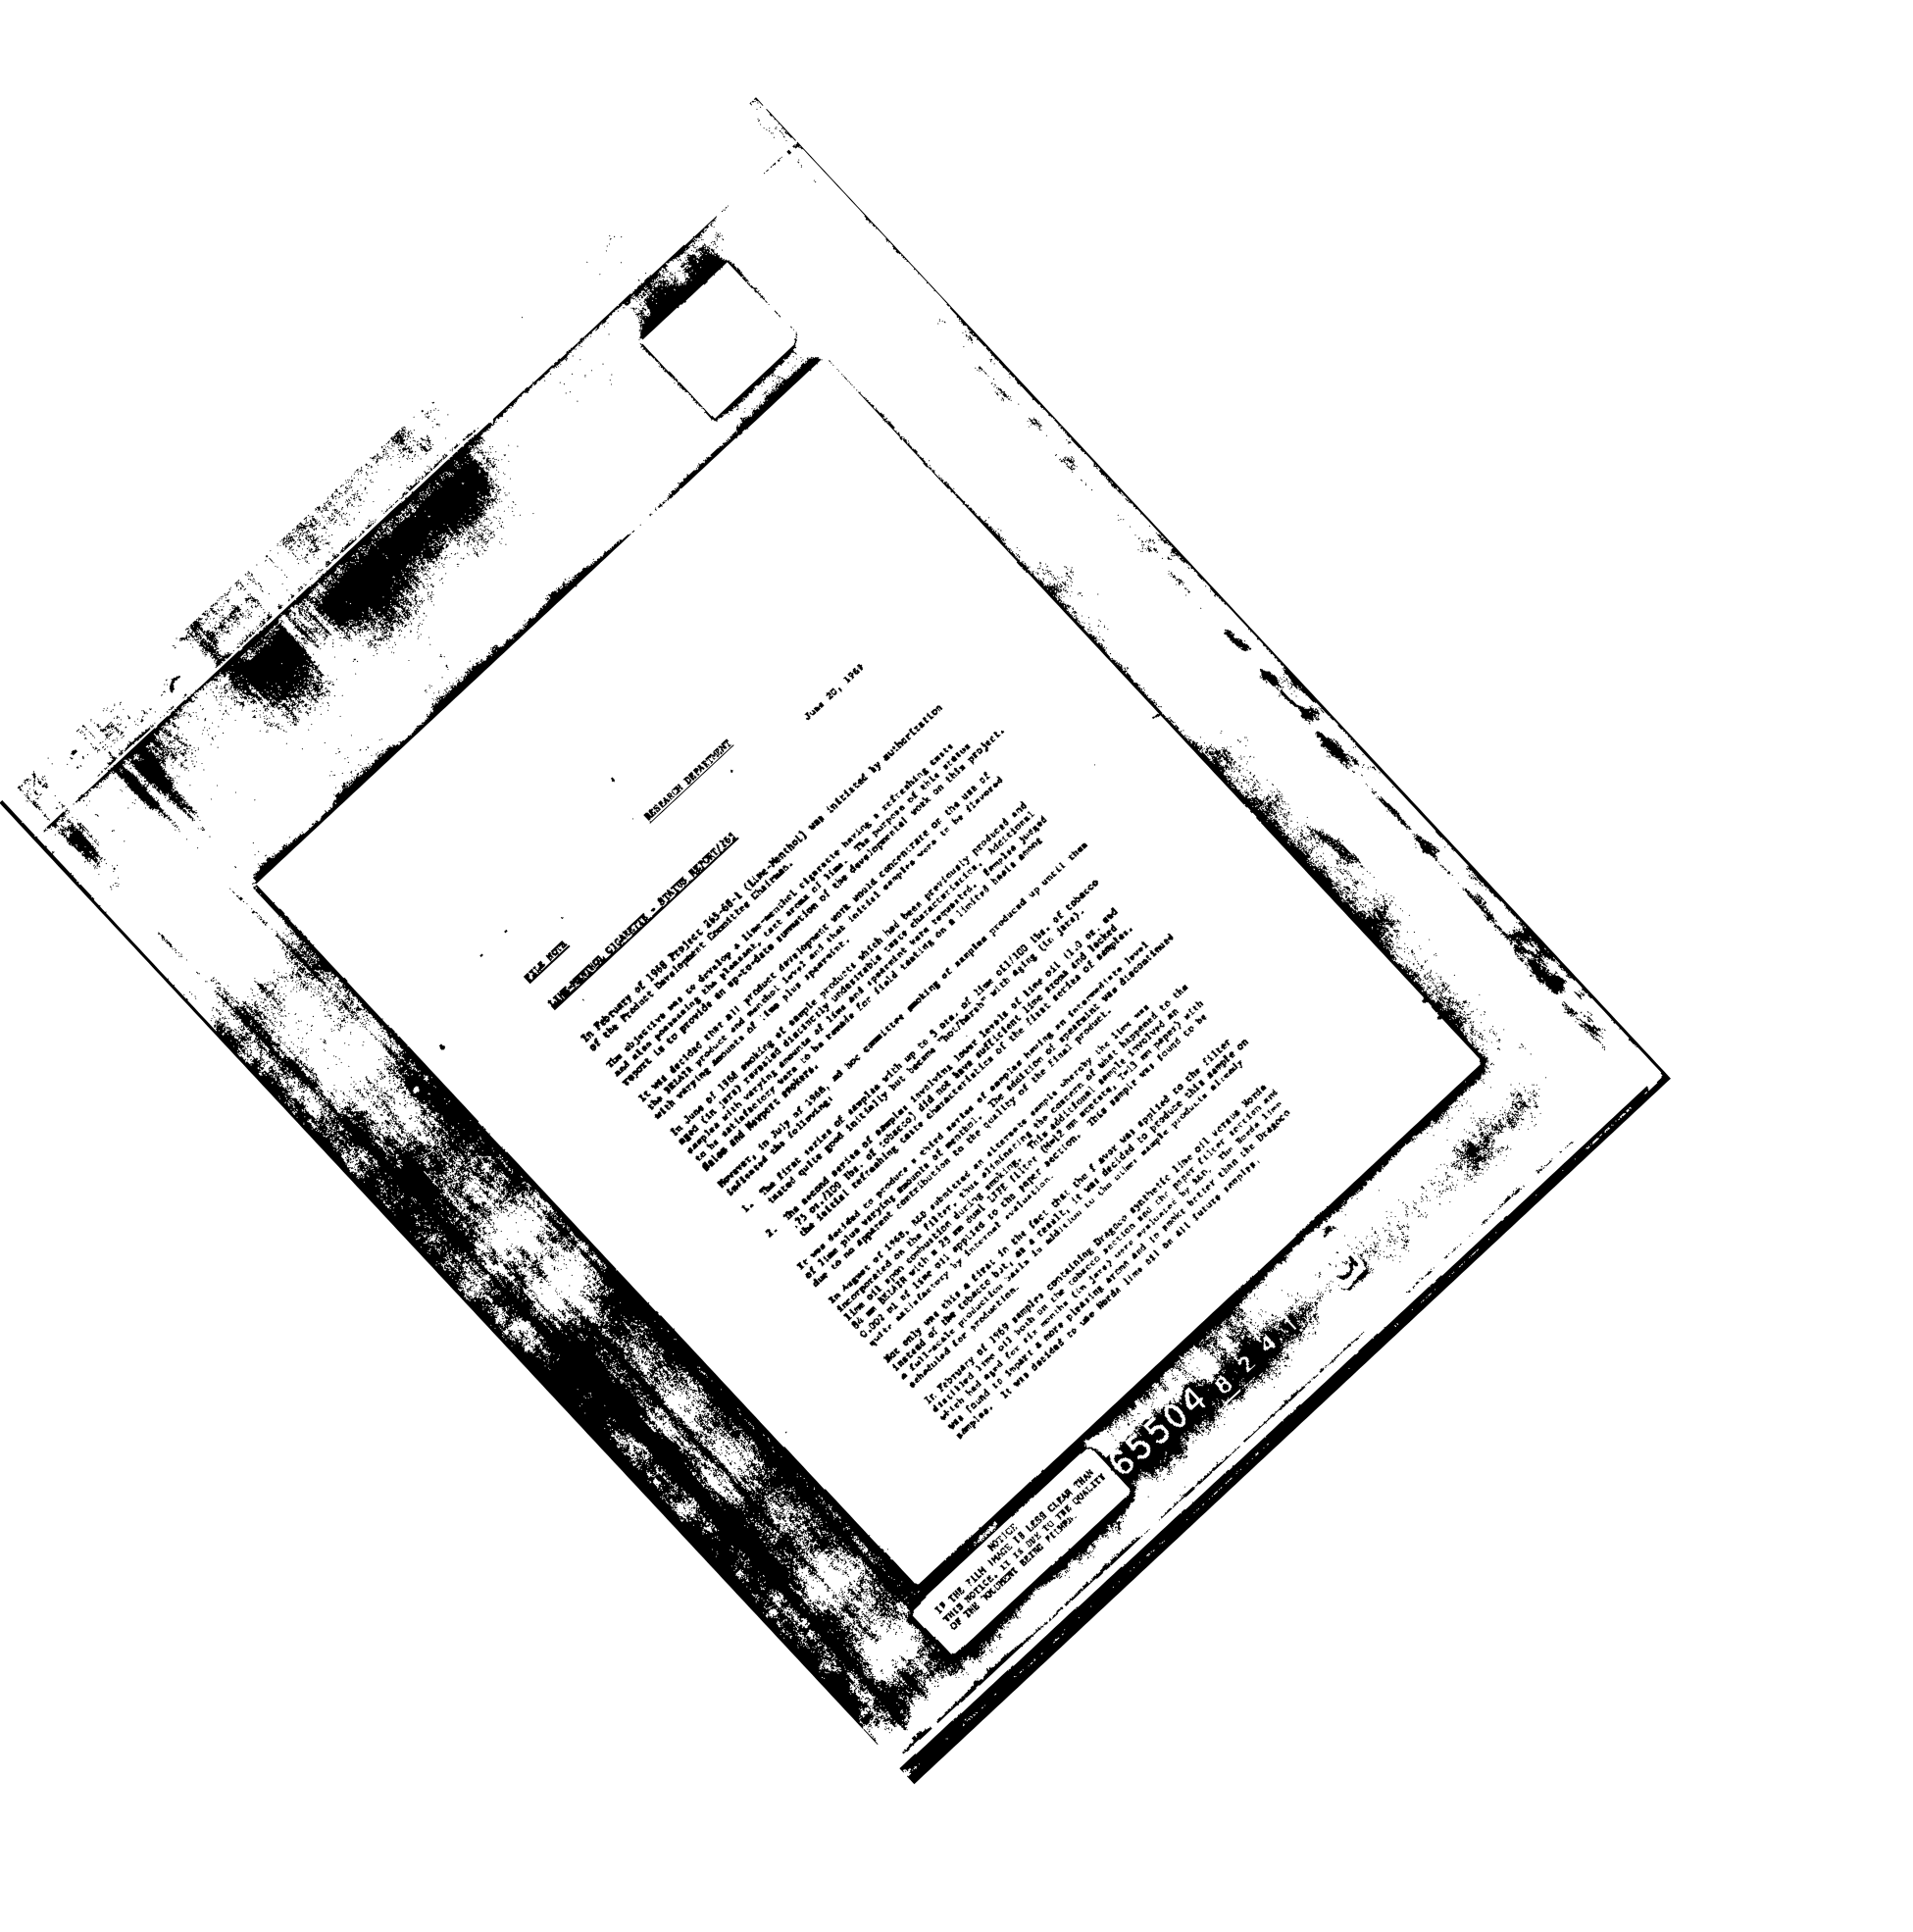 June 20, 1969
RESEARCH DEPARTMENT
FILE NOTE
LIME-MENTHOL CIGARETTE - STATUS REPORT/261
In February of 1968 Project 265-68-1 (Lime-Menthol) was initiated by authorization
of the Product Development Committee Chairman.
The objective was to develop a lime-menthol cigarette having a refreshing taste
and also possessing the pleasant, tart aroma of lime. The purpose of this status
report is to provide an up-to-date summation of the developmental work on this project.
It was decided that all product development work would concentrate on the use of
the BELAIR product and menthol level and that initial samples were to be flavored
with varying amounts of lime plus spearmint.
In June of 1968 smoking of sample products which had been previously produced and
aged (in jars) revealed distinctly undesirable taste characteristics. Additional
samples with varying amounts of lime and spearmint were requested. Samples judged
to be satisfactory were to be remade for field testing on a limited basis among
Salem and Newport smokers.
However, in July of 1968, ad hoc committee smoking of samples produced up until then
indicated the following:
1. The first series of samples with up to 3 ozs. of lime oil/100 lbs. of tobacco
tasted quite good initially but became "hot/harsh" with aging (in jars).
2. The second series of samples involving lower levels of lime oil (1.0 oz. and
.75 oz./100 lbs. of tobacco) did not have sufficient lime aroma and lacked
the initial refreshing taste characteristics of the first series of samples.
It was decided to produce a third series of samples having an intermediate level
of lime plus varying amounts of menthol. The addition of spearmint was discontinued
due to no apparent contribution to the quality of the final product.
In August of 1968, R&D submitted an alternate sample whereby the lime was
incorporated on the filter thus eliminating the concern of what happened to the
lime oil upon combustion during smoking. This additional sample involved an
84 mm BELAIR with a 25 mm dual LIFE filter (N=12 mm acetate, T=13 mm paper) with
0.002 ml of lime oil applied to the paper section. This sample was found to be
quite satisfactory by internal evaluation.
Not only was this a first in the fact that the flavor was applied to the filter
instead of the tobacco but, as a result, it was decided to produce this sample on
a full-scale production basis in addition to the other sample products already
scheduled for production.
In February of 1969 samples containing Dragoco synthetic lime oil versus Norda
distilled lime oil both on the tobacco section and the paper filter section and
which had aged for six months (in jars) were evaluated by R&D. The Norda lime
was found to impart a more pleasing aroma and to smoke better than the Dragoco
samples. It was decided to use Norda lime oil on all future samples.
65504 8241
NOTICE
IF THE FILM IMAGE IS LESS CLEAR THAN
THIS NOTICE, IT IS DUE TO THE QUALITY
OF THE DOCUMENT BEING FILMED.